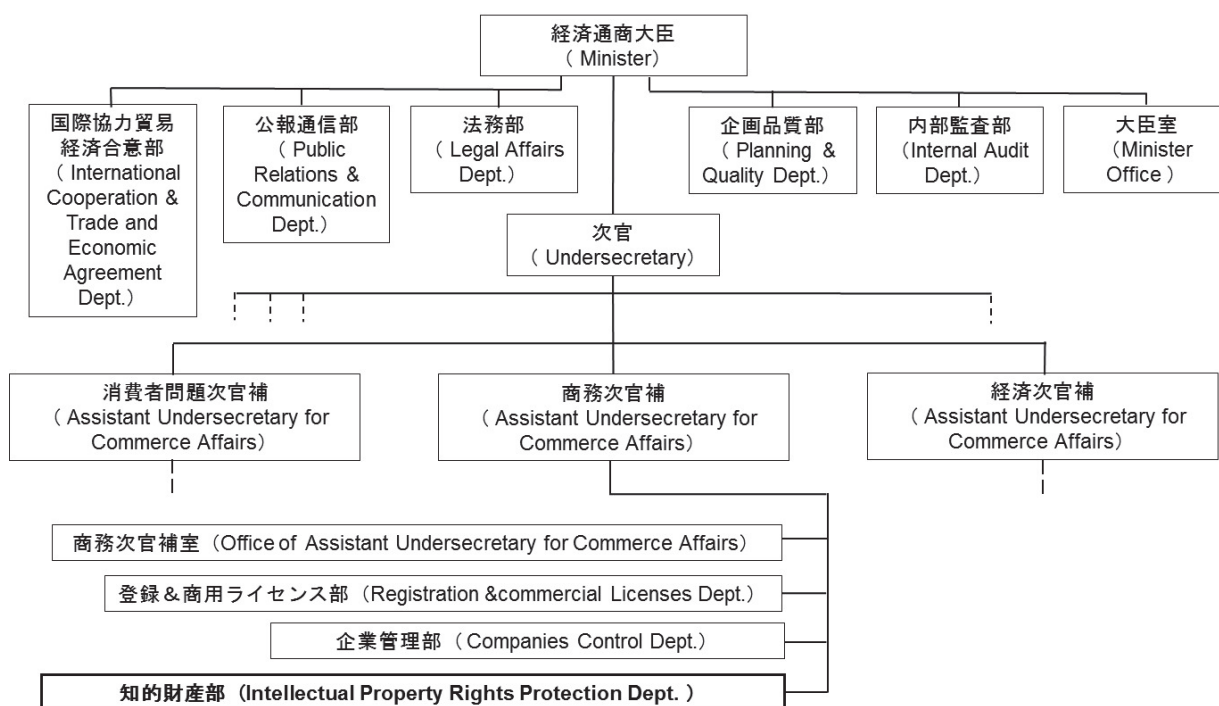 経済通商大臣
（ Minister）
国際協力貿易
経済合意部
（ International
Cooperation &
Trade and
Economic
Agreement
Dept.）
公報通信部
（ Public
Relations &
Communication
Dept.）
法務部
（ Legal Affairs
Dept.）
企画品質部
（ Planning &
Quality Dept.）
内部監査部
（Internal Audit
Dept.）
大臣室
（Minister
Office ）
次官
（ Undersecretary）
消費者問題次官補
（ Assistant Undersecretary for
Commerce Affairs）
商務次官補
（ Assistant Undersecretary for
Commerce Affairs）
経済次官補
（ Assistant Undersecretary for
Commerce Affairs）
商務次官補室（Office of Assistant Undersecretary for Commerce Affairs）
登録＆商用ライセンス部（Registration &commercial Licenses Dept.）
企業管理部（ Companies Control Dept.）
知的財産部（Intellectual Property Rights Protection Dept. ）